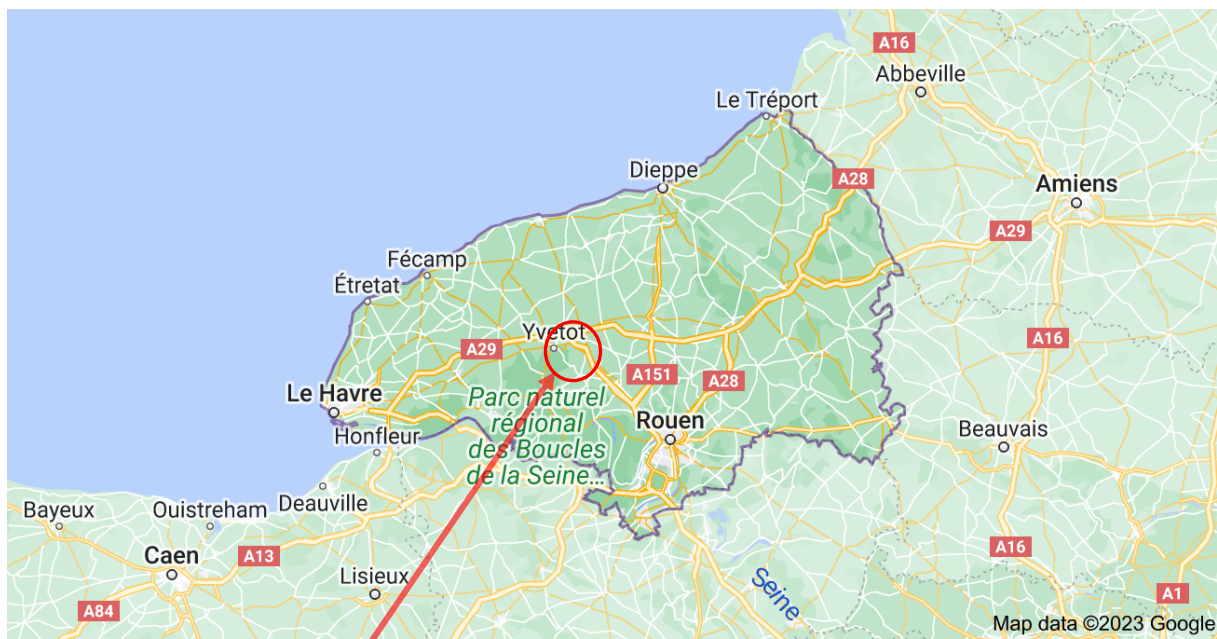 A16
Abbeville
Le Tréport
Dieppe
A28
Amiens
A29
Fécamp
Étretat
Yvetot
A29
A16
A151
A28
Le Havre
Parc naturel
régional
des Boucles
de la Seine...
Rouen
Honfleur
Beauvais
Deauville
Bayeux
Ouistreham
Caen
A13
A16
Lisieux
Seine
A1
A84
Map data ©2023 Google